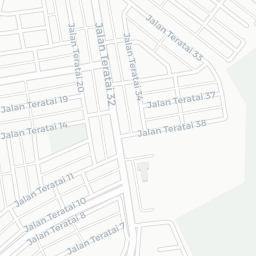 Jalan Teratai 33
Jalan Teratai 20
Jalan Teratai 32
Jalan Teratai 34
Jalan Teratai 37
Jalan Teratai 19
Jalan Teratai 14
Jalan Teratai 38
Jalan Teratai 11
Jalan Teratai 10
Jalan Teratai 8
Jalan Teratai 7